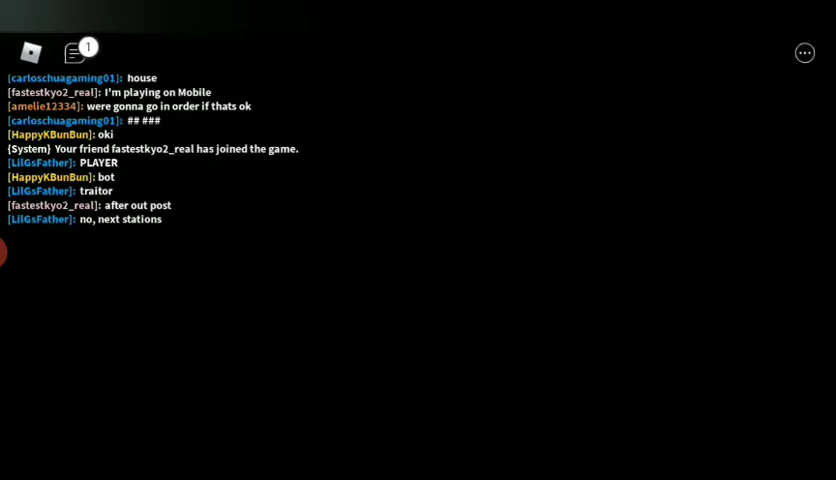 1
[carloschuagaming01]: house
[fastestkyo2_real]: I'm playing on Mobile
[amelie12334]: were gonna go in order if thats ok
[carloschuagaming01]: ## ###
[HappyKBunBun]: oki
{System} Your friend fastestkyo2_real has joined the game.
[LilGsFather]: PLAYER
[HappyKBunBun]: bot
[LilGsFather]: traitor
[fastestkyo2_real]: after out post
[LilGsFather]: no, next stations